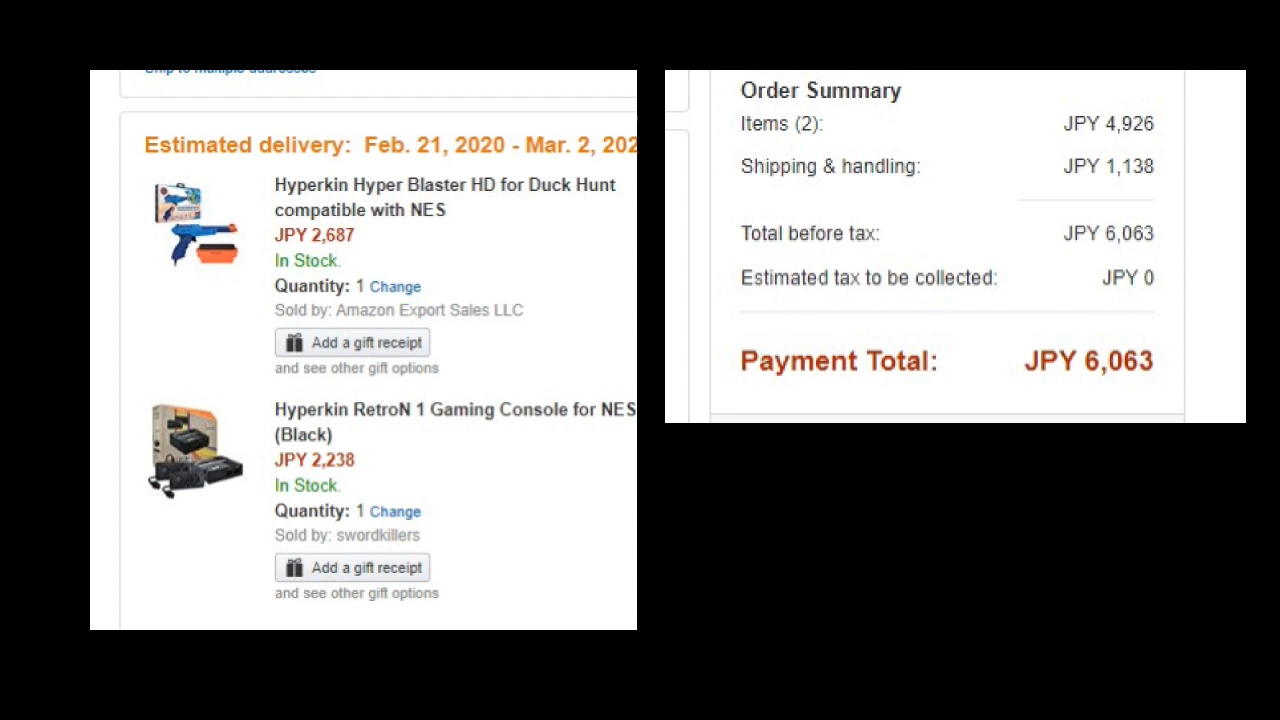 Ship to multiple addresses
Estimated delivery: Feb. 21, 2020 - Mar. 2, 202
Hyperkin Hyper Blaster HD for Duck Hunt
compatible with NES
JPY 2,687
In Stock.
Quantity: 1 Change
Sold by: Amazon Export Sales LLC
Add a gift receipt
and see other gift options
Hyperkin RetroN 1 Gaming Console for NES
(Black)
JPY 2,238
In Stock.
Quantity: 1 Change
Sold by: swordkillers
Add a gift receipt
and see other gift options
Order Summary
Items (2): JPY 4,926
Shipping & handling: JPY 1,138
Total before tax: JPY 6,063
Estimated tax to be collected: JPY 0
Payment Total: JPY 6,063